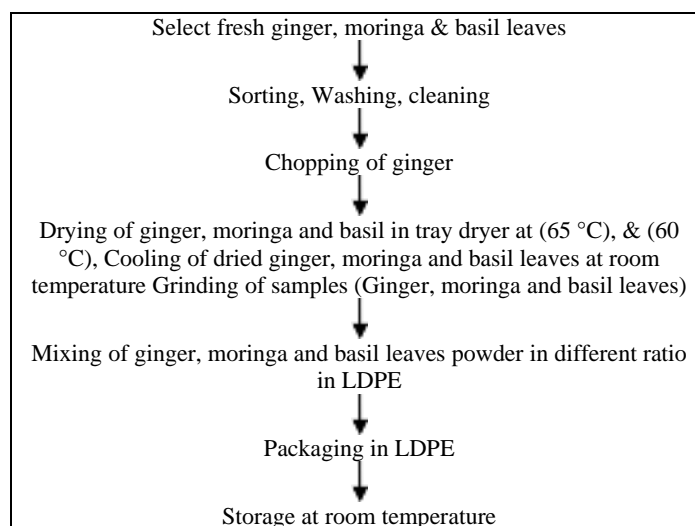 Select fresh ginger, moringa & basil leaves
Sorting, Washing, cleaning
Chopping of ginger
Drying of ginger, moringa and basil in tray dryer at (65 °C), & (60
°C), Cooling of dried ginger, moringa and basil leaves at room
temperature Grinding of samples (Ginger, moringa and basil leaves)
Mixing of ginger, moringa and basil leaves powder in different ratio
in LDPE
Packaging in LDPE
Storage at room temperature